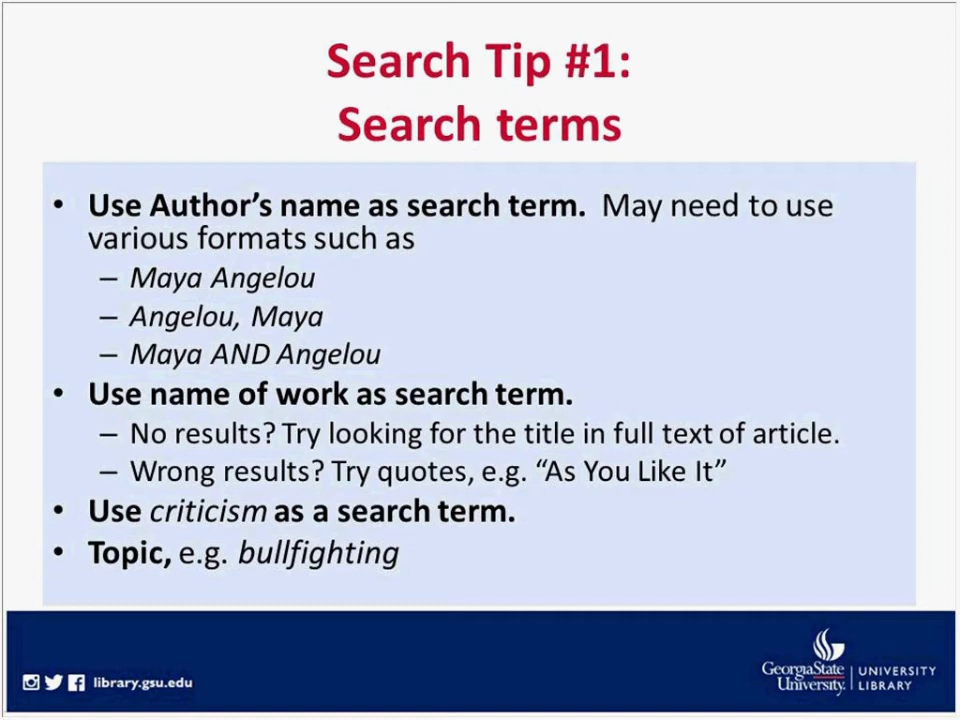 Search Tip #1:
Search terms
• Use Author’s name as search term.  May need to use
various formats such as
– Maya Angelou
– Angelou, Maya
– Maya AND Angelou
• Use name of work as search term.
– No results? Try looking for the title in full text of article.
– Wrong results? Try quotes, e.g. “As You Like It”
• Use criticism as a search term.
• Topic, e.g. bullfighting
library.gsu.edu
GeorgiaState
University.
UNIVERSITY
LIBRARY